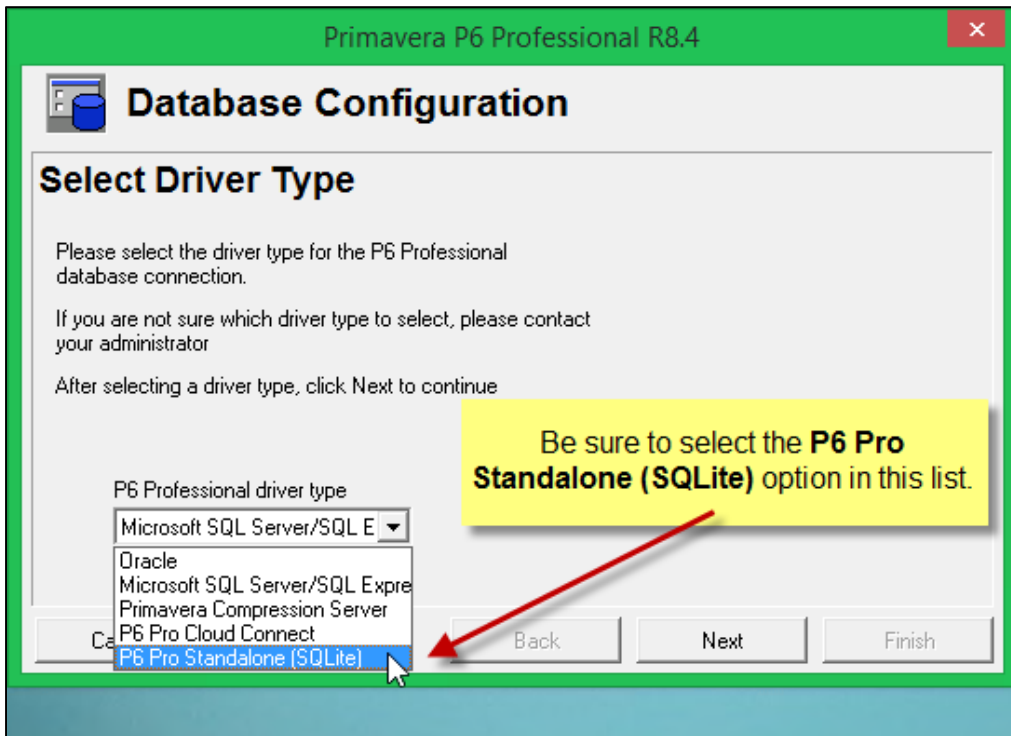 Primavera P6 Professional R8.4
Database Configuration
Select Driver Type
Please select the driver type for the P6 Professional
database connection.
If you are not sure which driver type to select, please contact
your administrator
After selecting a driver type, click Next to continue
Be sure to select the P6 Pro
Standalone (SQLite) option in this list.
P6 Professional driver type
Microsoft SQL Server/SQL E
Oracle
Microsoft SQL Server/SQL Expre
Primavera Compression Server
P6 Pro Cloud Connect
P6 Pro Standalone (SQLite)
Ca
Back
Next
Finish